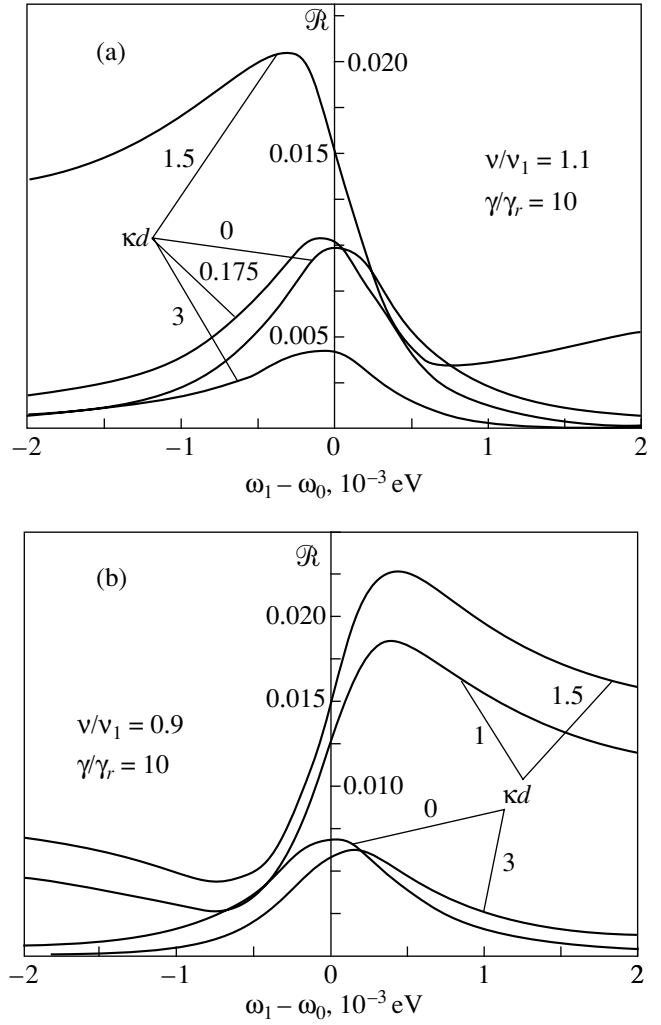 ℛ
(a)
0.020
1.5
0.015
ν/ν₁ = 1.1
γ/γᵣ = 10
κd
0
0.175
3
0.005
−2 −1 0 1 2
ω₁ – ω₀, 10⁻³ eV
ℛ
(b)
0.020
0.015
1.5
ν/ν₁ = 0.9
γ/γᵣ = 10
1
0.010
κd
0
3
−2 −1 0 1 2
ω₁ – ω₀, 10⁻³ eV